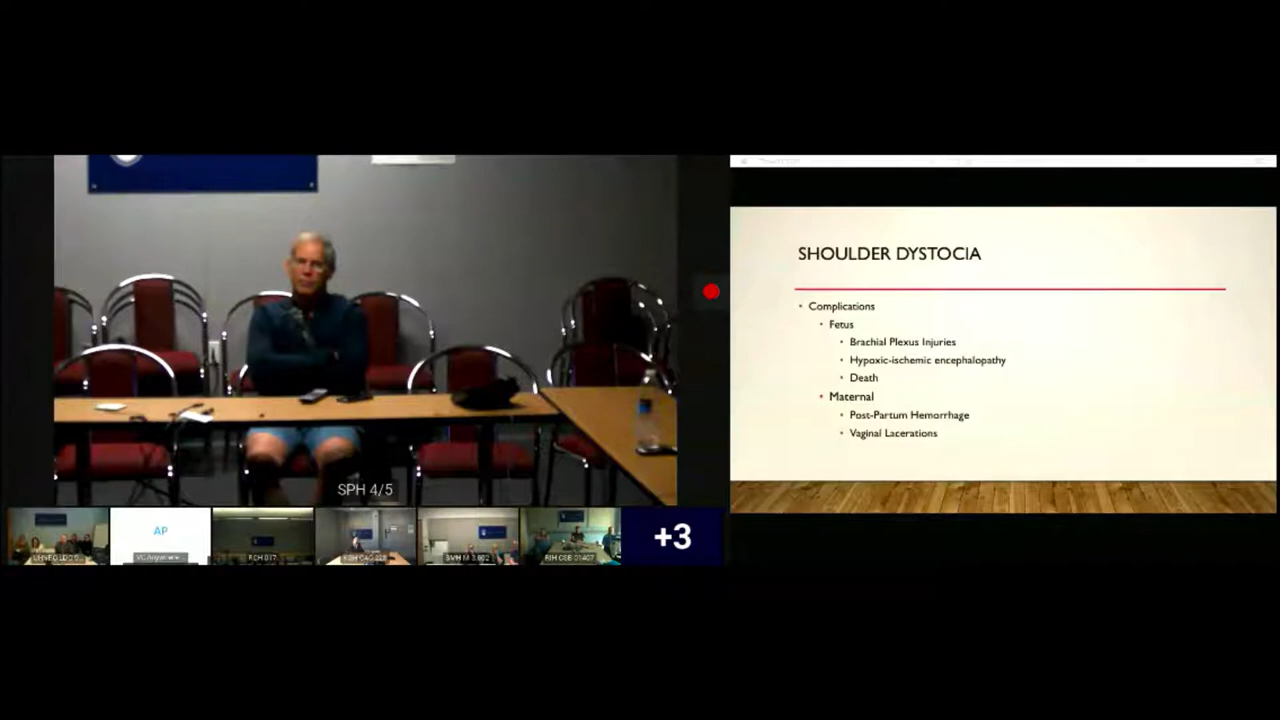 SPH 4/5
AP
+3
SHOULDER DYSTOCIA
Complications
Fetus
Brachial Plexus Injuries
Hypoxic-ischemic encephalopathy
Death
Maternal
Post-Partum Hemorrhage
Vaginal Lacerations